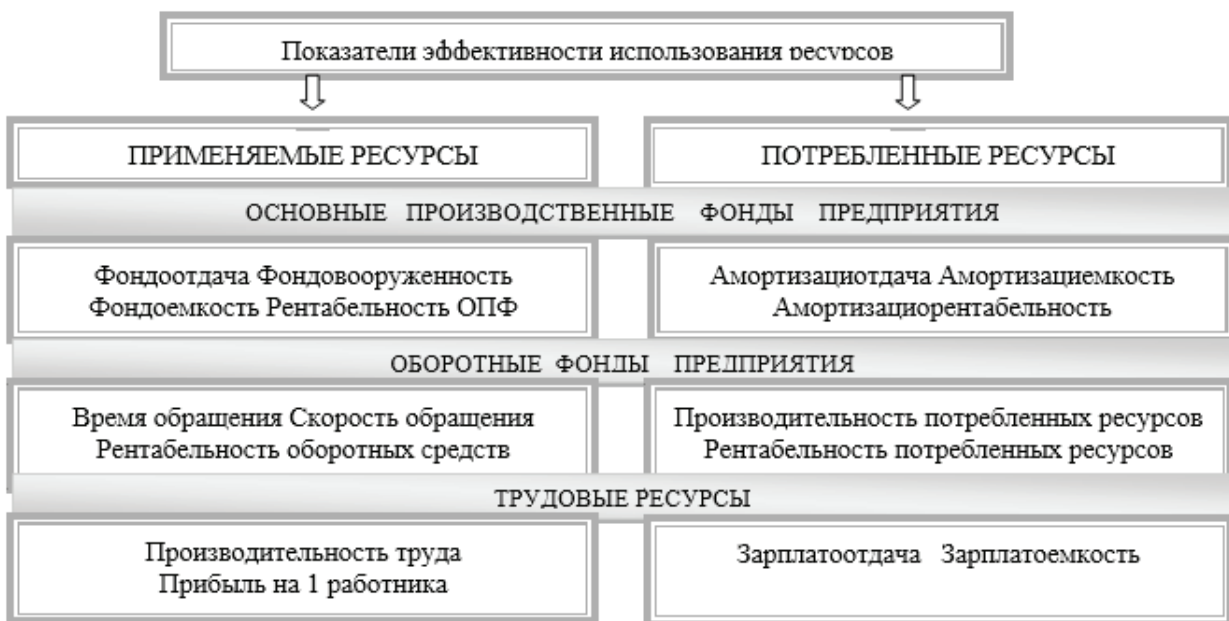 Показатели эффективности использования ресурсов
ПРИМЕНЯЕМЫЕ РЕСУРСЫ
ПОТРЕБЛЕННЫЕ РЕСУРСЫ
ОСНОВНЫЕ ПРОИЗВОДСТВЕННЫЕ ФОНДЫ ПРЕДПРИЯТИЯ
Фондоотдача Фондовооруженность
Фондоемкость Рентабельность ОПФ
Амортизациотдача Амортизациемкость
Амортизациорентабельность
ОБОРОТНЫЕ ФОНДЫ ПРЕДПРИЯТИЯ
Время обращения Скорость обращения
Рентабельность оборотных средств
Производительность потребленных ресурсов
Рентабельность потребленных ресурсов
ТРУДОВЫЕ РЕСУРСЫ
Производительность труда
Прибыль на 1 работника
Зарплатоотдача Зарплатоемкость